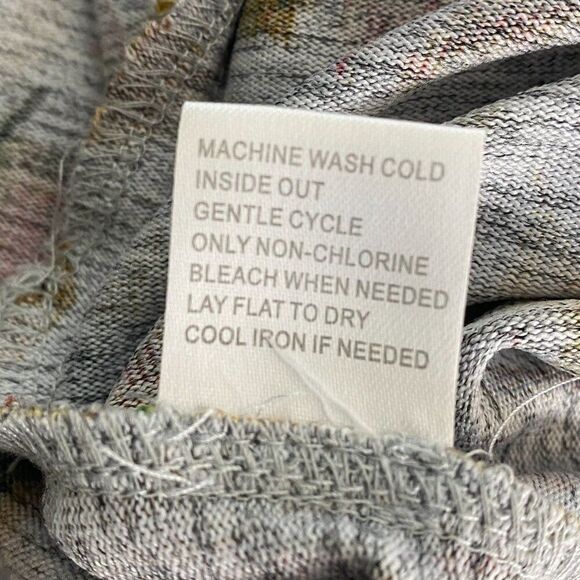 MACHINE WASH COLD
INSIDE OUT
GENTLE CYCLE
ONLY NON-CHLORINE
BLEACH WHEN NEEDED
LAY FLAT TO DRY
COOL IRON IF NEEDED